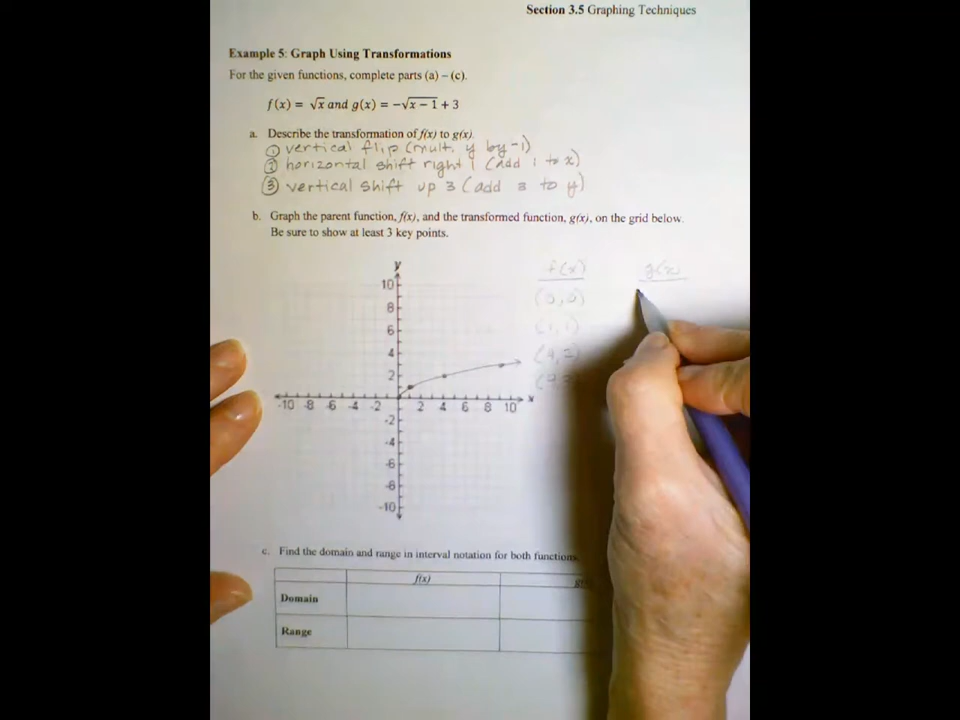 Section 3.5 Graphing Techniques
Example 5: Graph Using Transformations
For the given functions, complete parts (a) – (c).
f(x) = √x and g(x) = −√x − 1 + 3
a. Describe the transformation of f(x) to g(x).
① vertical flip (mult. y by -1)
② horizontal shift right 1 (add 1 to x)
③ vertical shift up 3 (add 3 to y)
b. Graph the parent function, f(x), and the transformed function, g(x), on the grid below.
Be sure to show at least 3 key points.
y
10
8
6
4
2
-10 -8 -6 -4 -2 2 4 6 8 10 x
-2
-4
-6
-8
-10
f(x) g(x)
(0,0)
(1,1)
(4,2)
(9,3
c. Find the domain and range in interval notation for both functions.
f(x)
Domain
Range